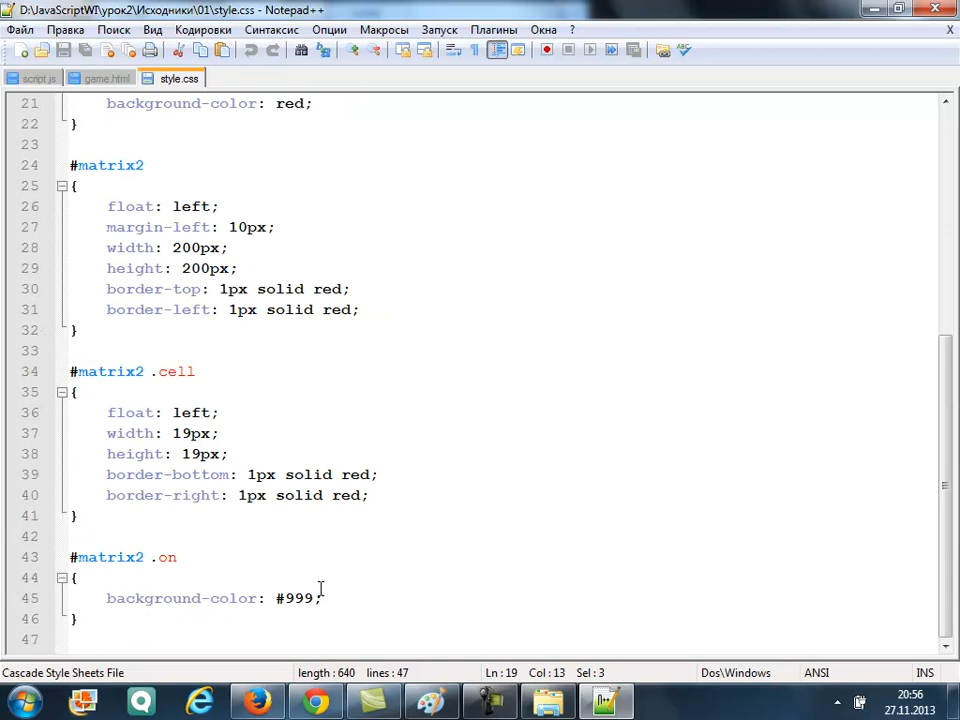 D:\JavaScriptWI\урок2\Исходники\01\style.css - Notepad++
Файл Правка Поиск Вид Кодировки Синтаксис Опции Макросы Запуск Плагины Окна ? X
script.js game.html style.css
21 background-color: red;
22 }
23
24 #matrix2
25 {
26 float: left;
27 margin-left: 10px;
28 width: 200px;
29 height: 200px;
30 border-top: 1px solid red;
31 border-left: 1px solid red;
32 }
33
34 #matrix2 .cell
35 {
36 float: left;
37 width: 19px;
38 height: 19px;
39 border-bottom: 1px solid red;
40 border-right: 1px solid red;
41 }
42
43 #matrix2 .on
44 {
45 background-color: #999;
46 }
47
Cascade Style Sheets File length : 640 lines : 47 Ln : 19 Col : 13 Sel : 3 Dos\Windows ANSI INS
20:56
27.11.2013